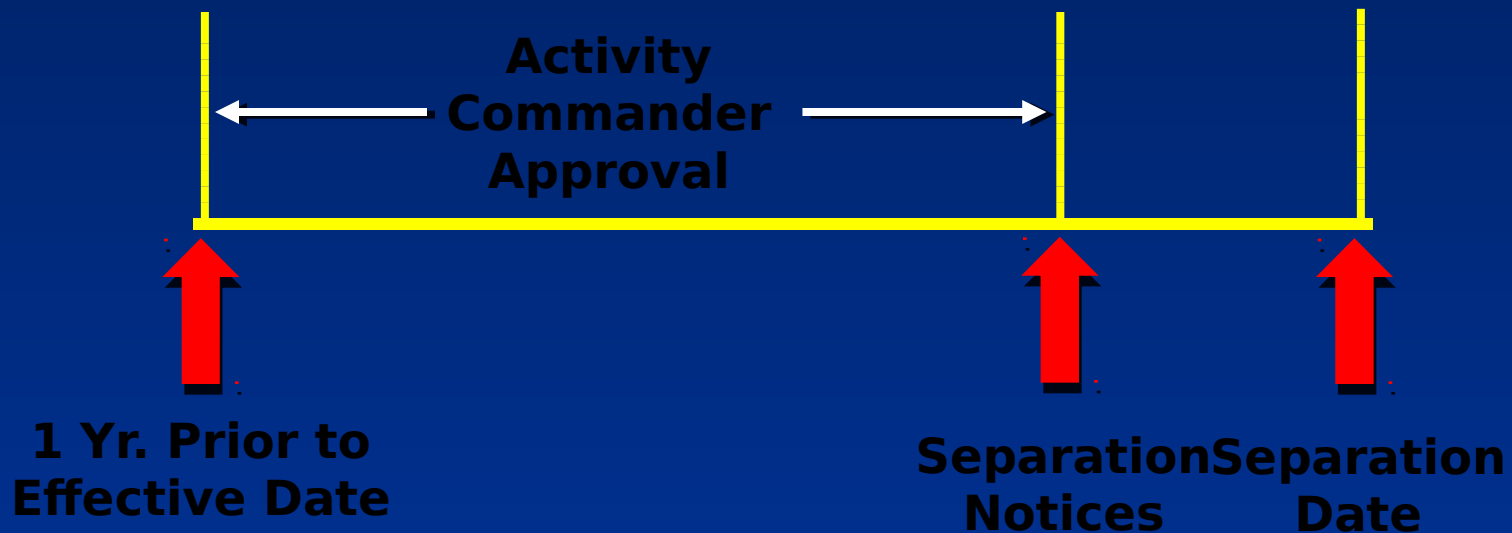 Activity
Commander
Approval
1 Yr. Prior to
Effective Date
Separation
Notices
Separation
Date